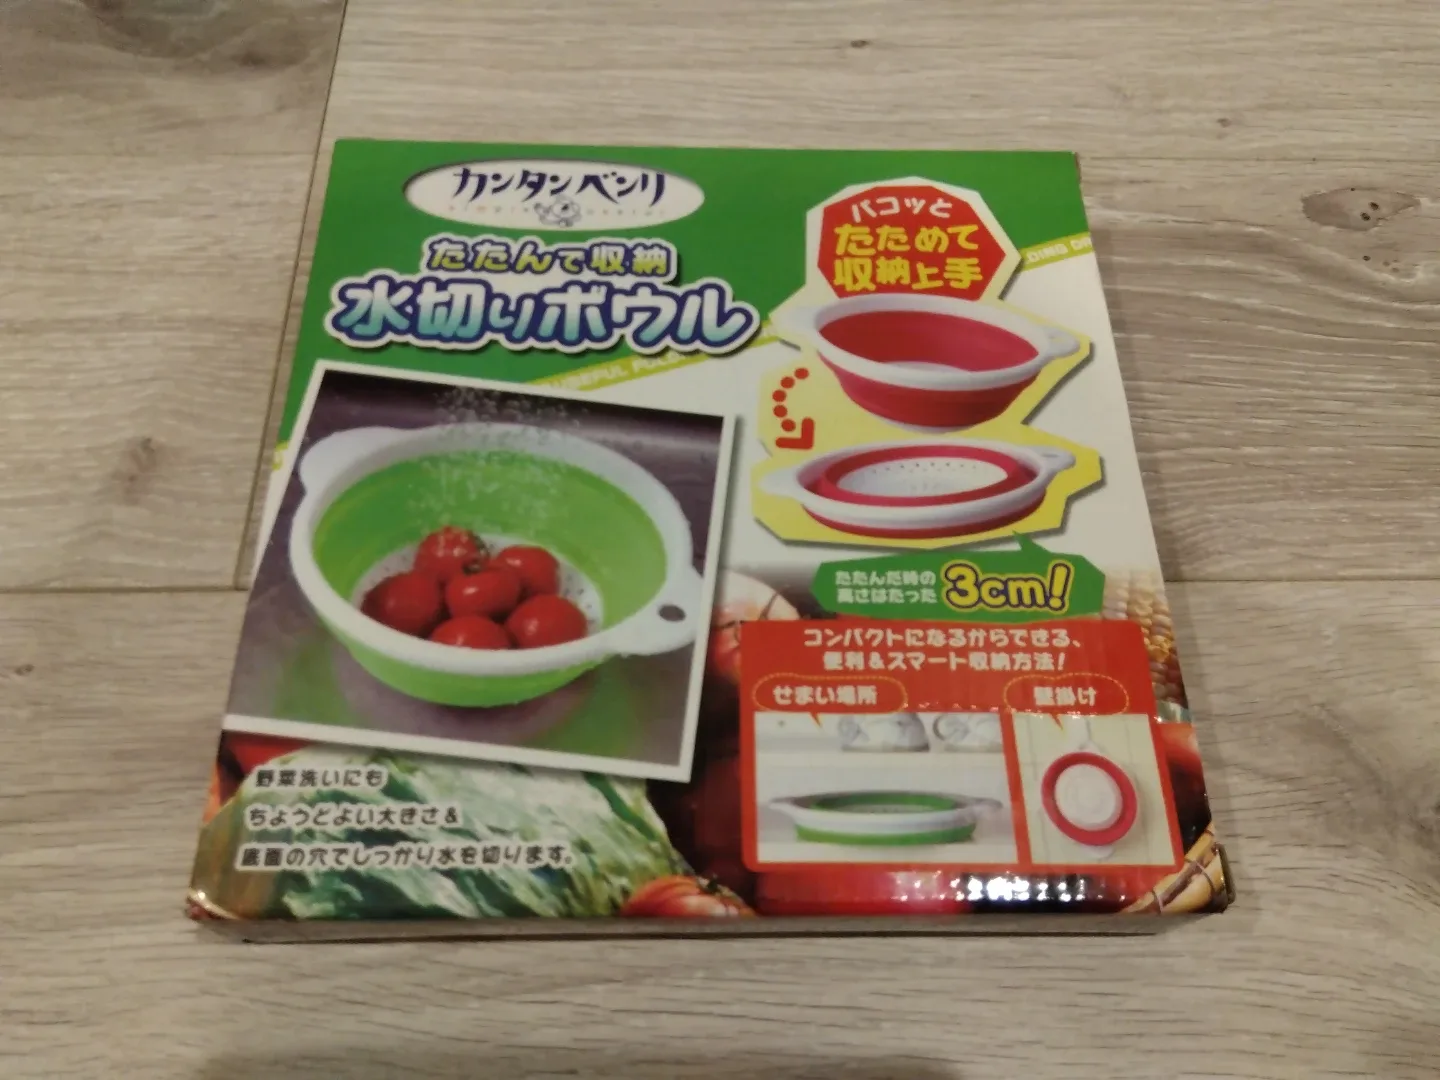 カンタンベンリ
たたんで収納
水切りボウル
パコッと
たためて
収納上手
DING DI
USEFUL FOLD
たたんだ時の
高さはたった
3cm!
コンパクトになるからできる、
便利&スマート収納方法!
せまい場所
壁掛け
野菜洗いにも
ちょうどよい大きさ&
底面の穴でしっかり水を切ります。